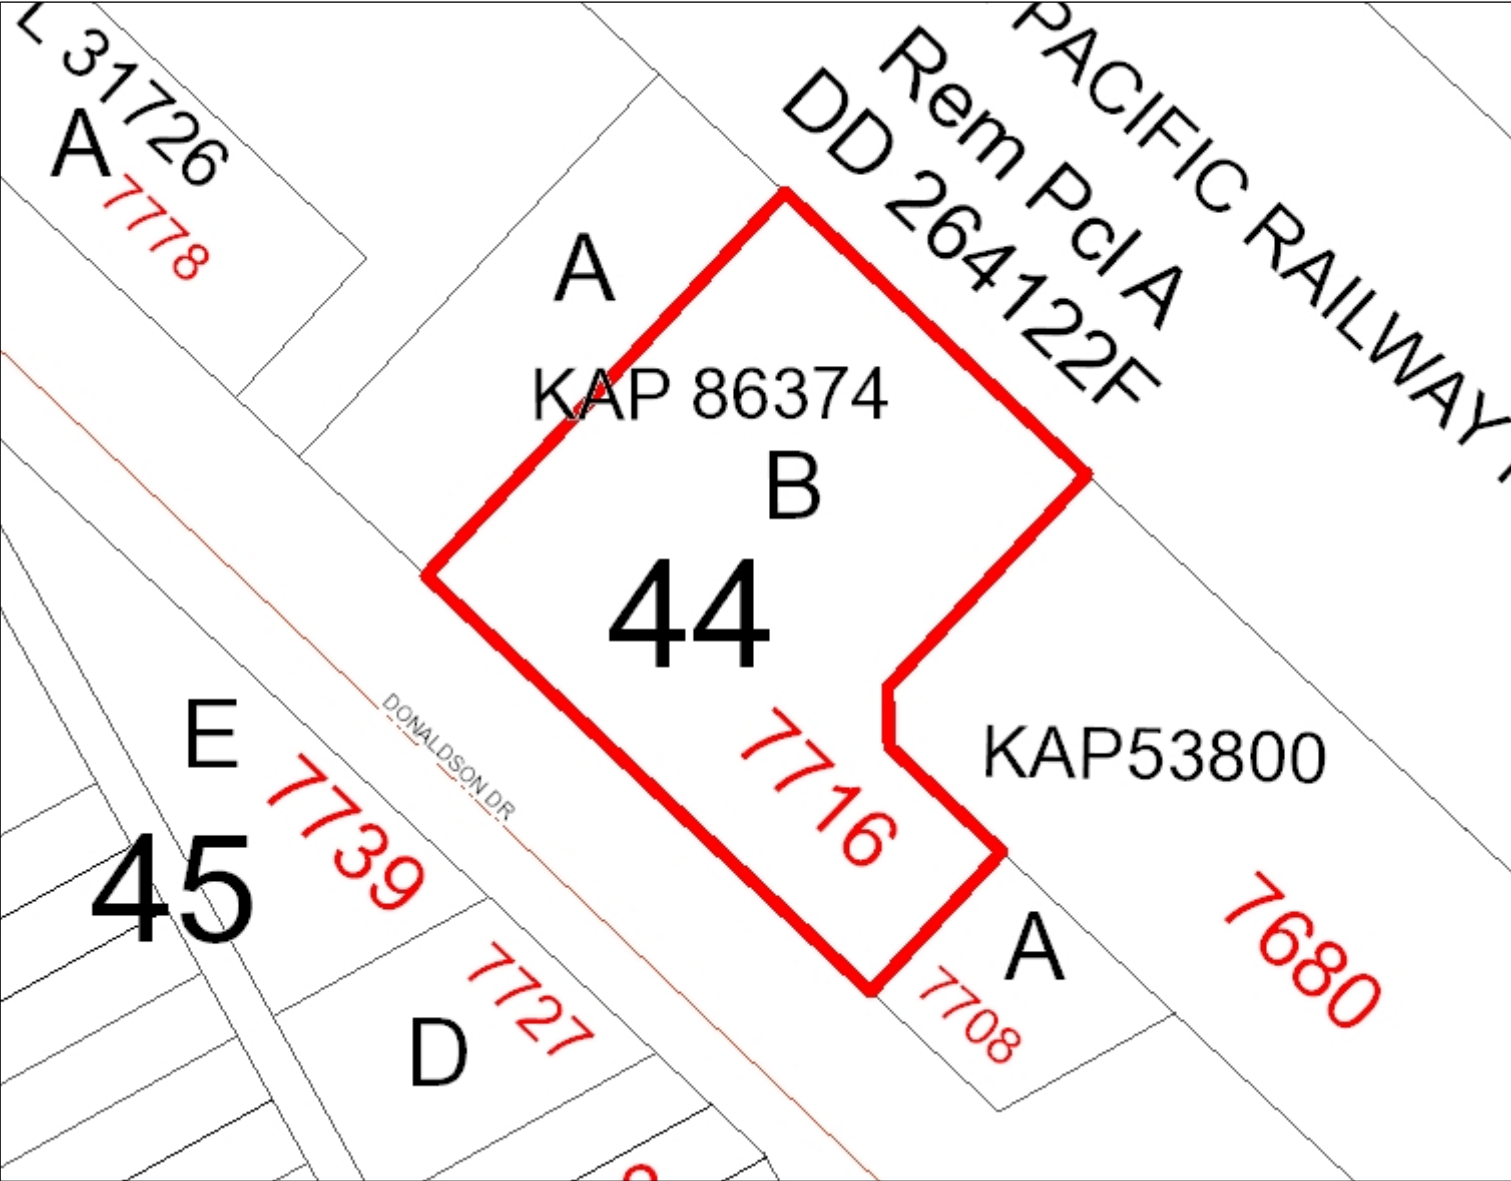 L 31726
A
7778
PACIFIC RAILWAY
Rem Pcl A
DD 264122F
A
KAP 86374
B
44
7716
KAP53800
DONALDSON DR
E
7739
45
7680
A
7708
7727
D